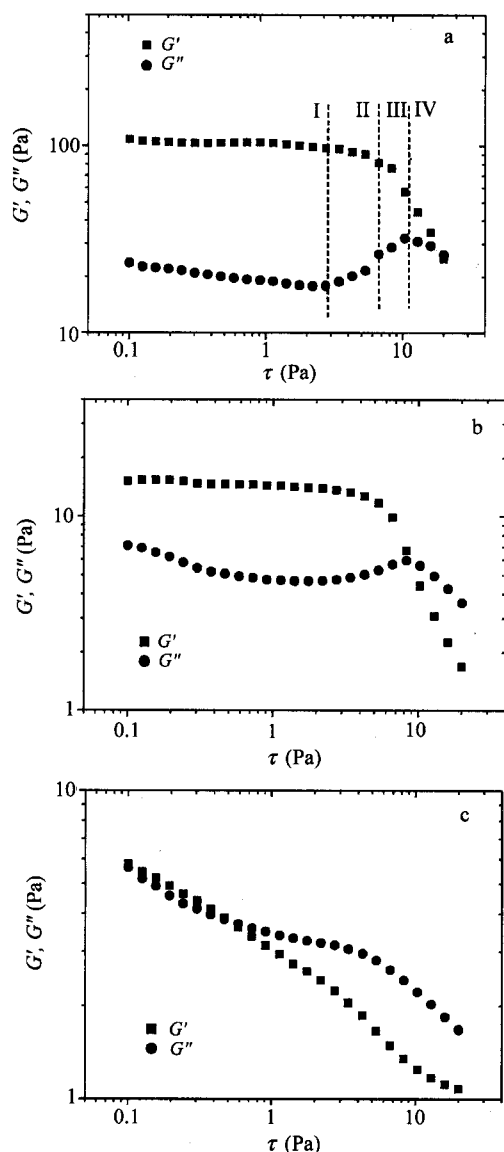 a
G′
G″
I II III IV
100
10
G′, G″ (Pa)
0.1 1 10
τ (Pa)
b
10
1
G′, G″ (Pa)
G′
G″
0.1 1 10
τ (Pa)
c
10
1
G′, G″ (Pa)
G′
G″
0.1 1 10
τ (Pa)